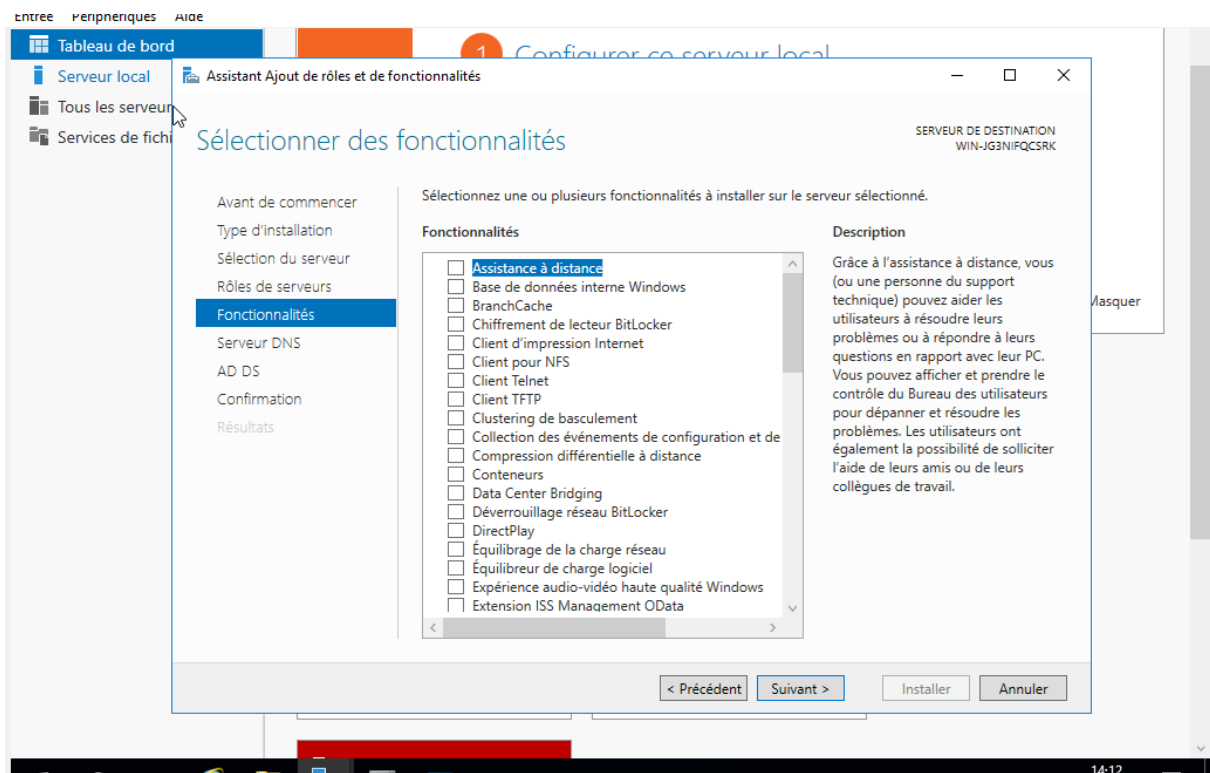 Entrée Périphériques Aide
Tableau de bord
Serveur local
Tous les serveur
Services de fichi
1 Configurer ce serveur local
Assistant Ajout de rôles et de fonctionnalités
Sélectionner des fonctionnalités
SERVEUR DE DESTINATION
WIN-JG3NIFQCSRK
Avant de commencer
Type d'installation
Sélection du serveur
Rôles de serveurs
Fonctionnalités
Serveur DNS
AD DS
Confirmation
Résultats
Sélectionnez une ou plusieurs fonctionnalités à installer sur le serveur sélectionné.
Fonctionnalités
Assistance à distance
Base de données interne Windows
BranchCache
Chiffrement de lecteur BitLocker
Client d'impression Internet
Client pour NFS
Client Telnet
Client TFTP
Clustering de basculement
Collection des événements de configuration et de
Compression différentielle à distance
Conteneurs
Data Center Bridging
Déverrouillage réseau BitLocker
DirectPlay
Équilibrage de la charge réseau
Équilibreur de charge logiciel
Expérience audio-vidéo haute qualité Windows
Extension ISS Management OData
Description
Grâce à l'assistance à distance, vous
(ou une personne du support
technique) pouvez aider les
utilisateurs à résoudre leurs
problèmes ou à répondre à leurs
questions en rapport avec leur PC.
Vous pouvez afficher et prendre le
contrôle du Bureau des utilisateurs
pour dépanner et résoudre les
problèmes. Les utilisateurs ont
également la possibilité de solliciter
l'aide de leurs amis ou de leurs
collègues de travail.
Masquer
< Précédent
Suivant >
Installer
Annuler
14:12